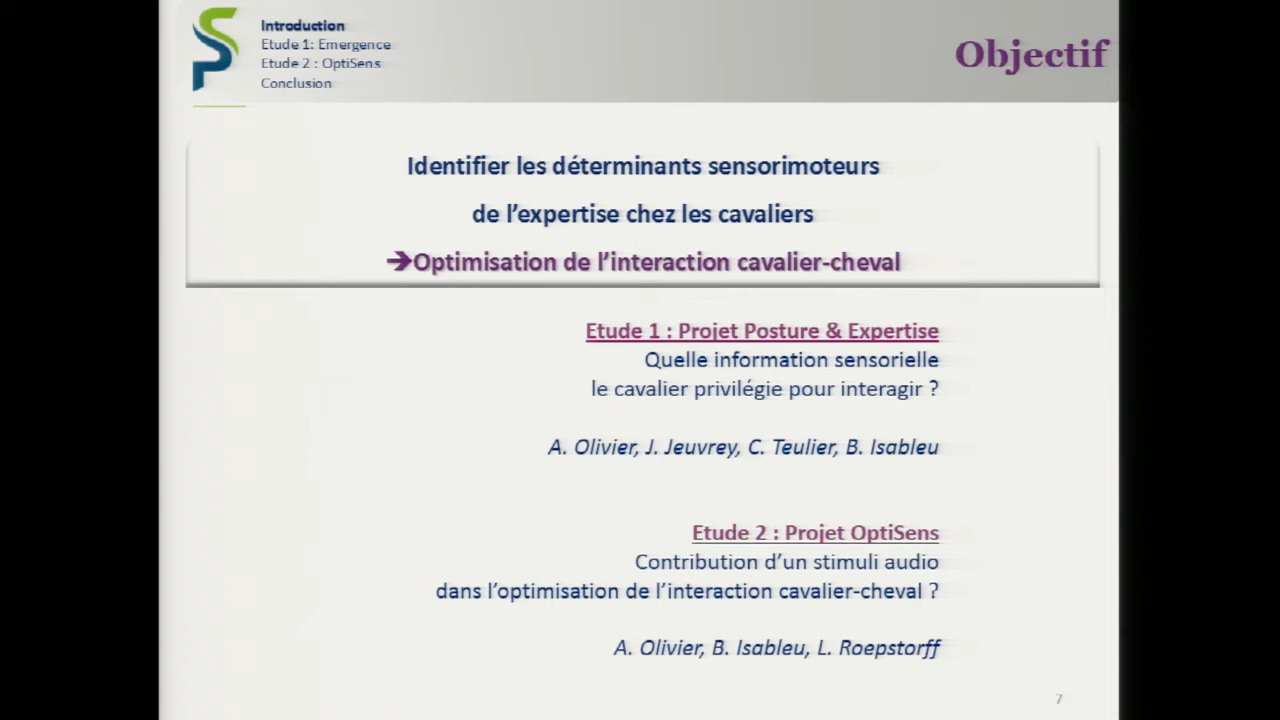 Introduction
Etude 1: Emergence
Etude 2 : OptiSens
Conclusion
Objectif
Identifier les déterminants sensorimoteurs
de l'expertise chez les cavaliers
➔Optimisation de l'interaction cavalier-cheval
Etude 1 : Projet Posture & Expertise
Quelle information sensorielle
le cavalier privilégie pour interagir ?
A. Olivier, J. Jeuvrey, C. Teulier, B. Isableu
Etude 2 : Projet OptiSens
Contribution d'un stimuli audio
dans l'optimisation de l'interaction cavalier-cheval ?
A. Olivier, B. Isableu, L. Roepstorff
7